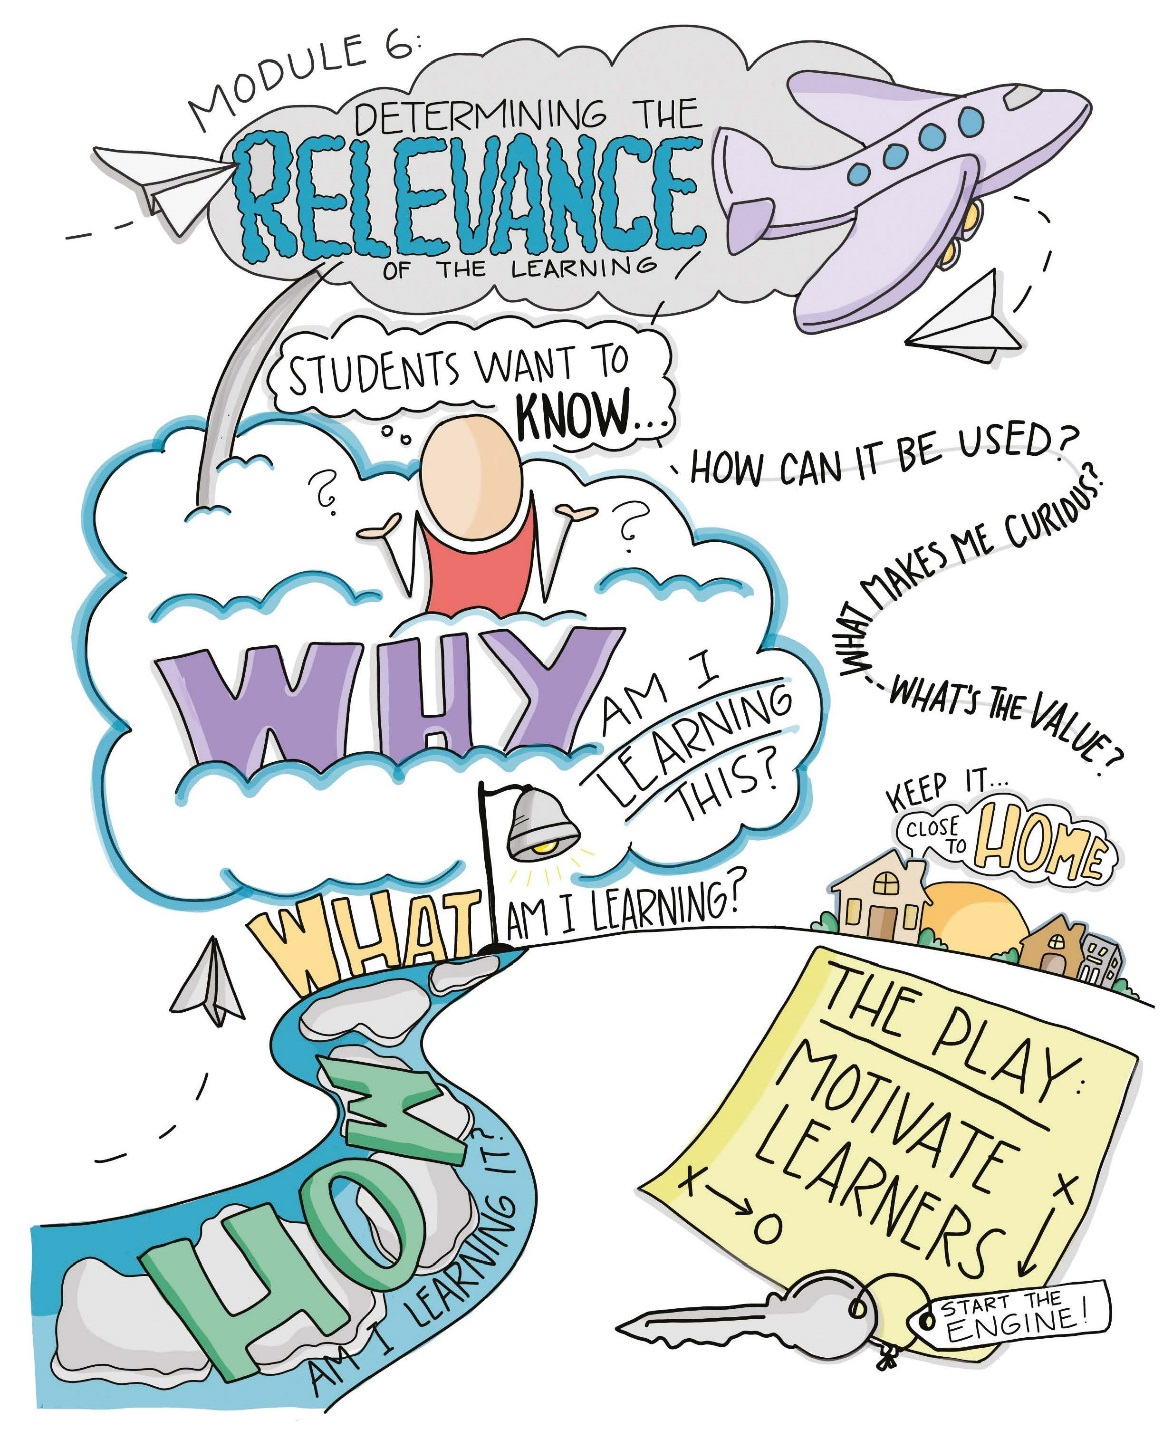 MODULE 6:
DETERMINING THE
RELEVANCE
OF THE LEARNING
STUDENTS WANT TO
KNOW...
HOW CAN IT BE USED?
WHAT MAKES ME CURIOUS?
WHAT'S THE VALUE?
? ?
WHY
AM I
LEARNING
THIS?
KEEP IT...
CLOSE
TO
HOME
WHAT
AM I LEARNING?
HOW
AM I LEARNING IT?
THE PLAY:
MOTIVATE
LEARNERS
X
X
O
START THE
ENGINE!